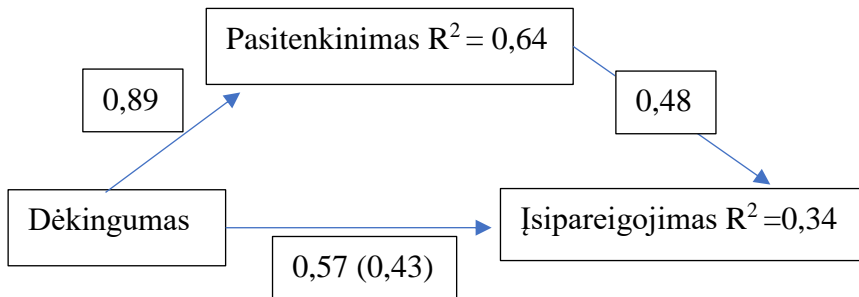 Pasitenkinimas R² = 0,64
0,89
0,48
Dėkingumas
Įsipareigojimas R² =0,34
0,57 (0,43)